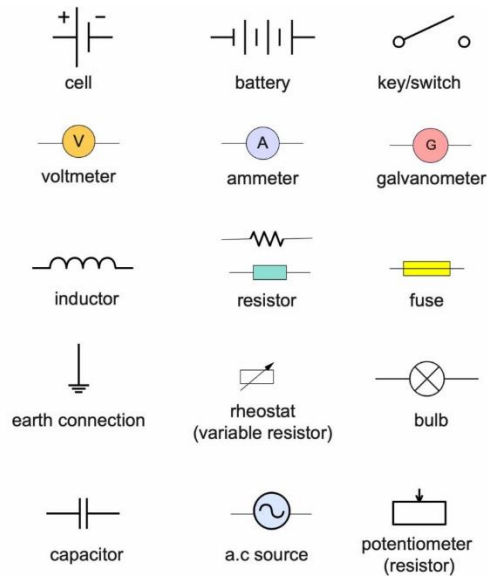 + −
cell
battery
key/switch
V
A
G
voltmeter
ammeter
galvanometer
inductor
resistor
fuse
earth connection
rheostat
(variable resistor)
bulb
capacitor
a.c source
potentiometer
(resistor)